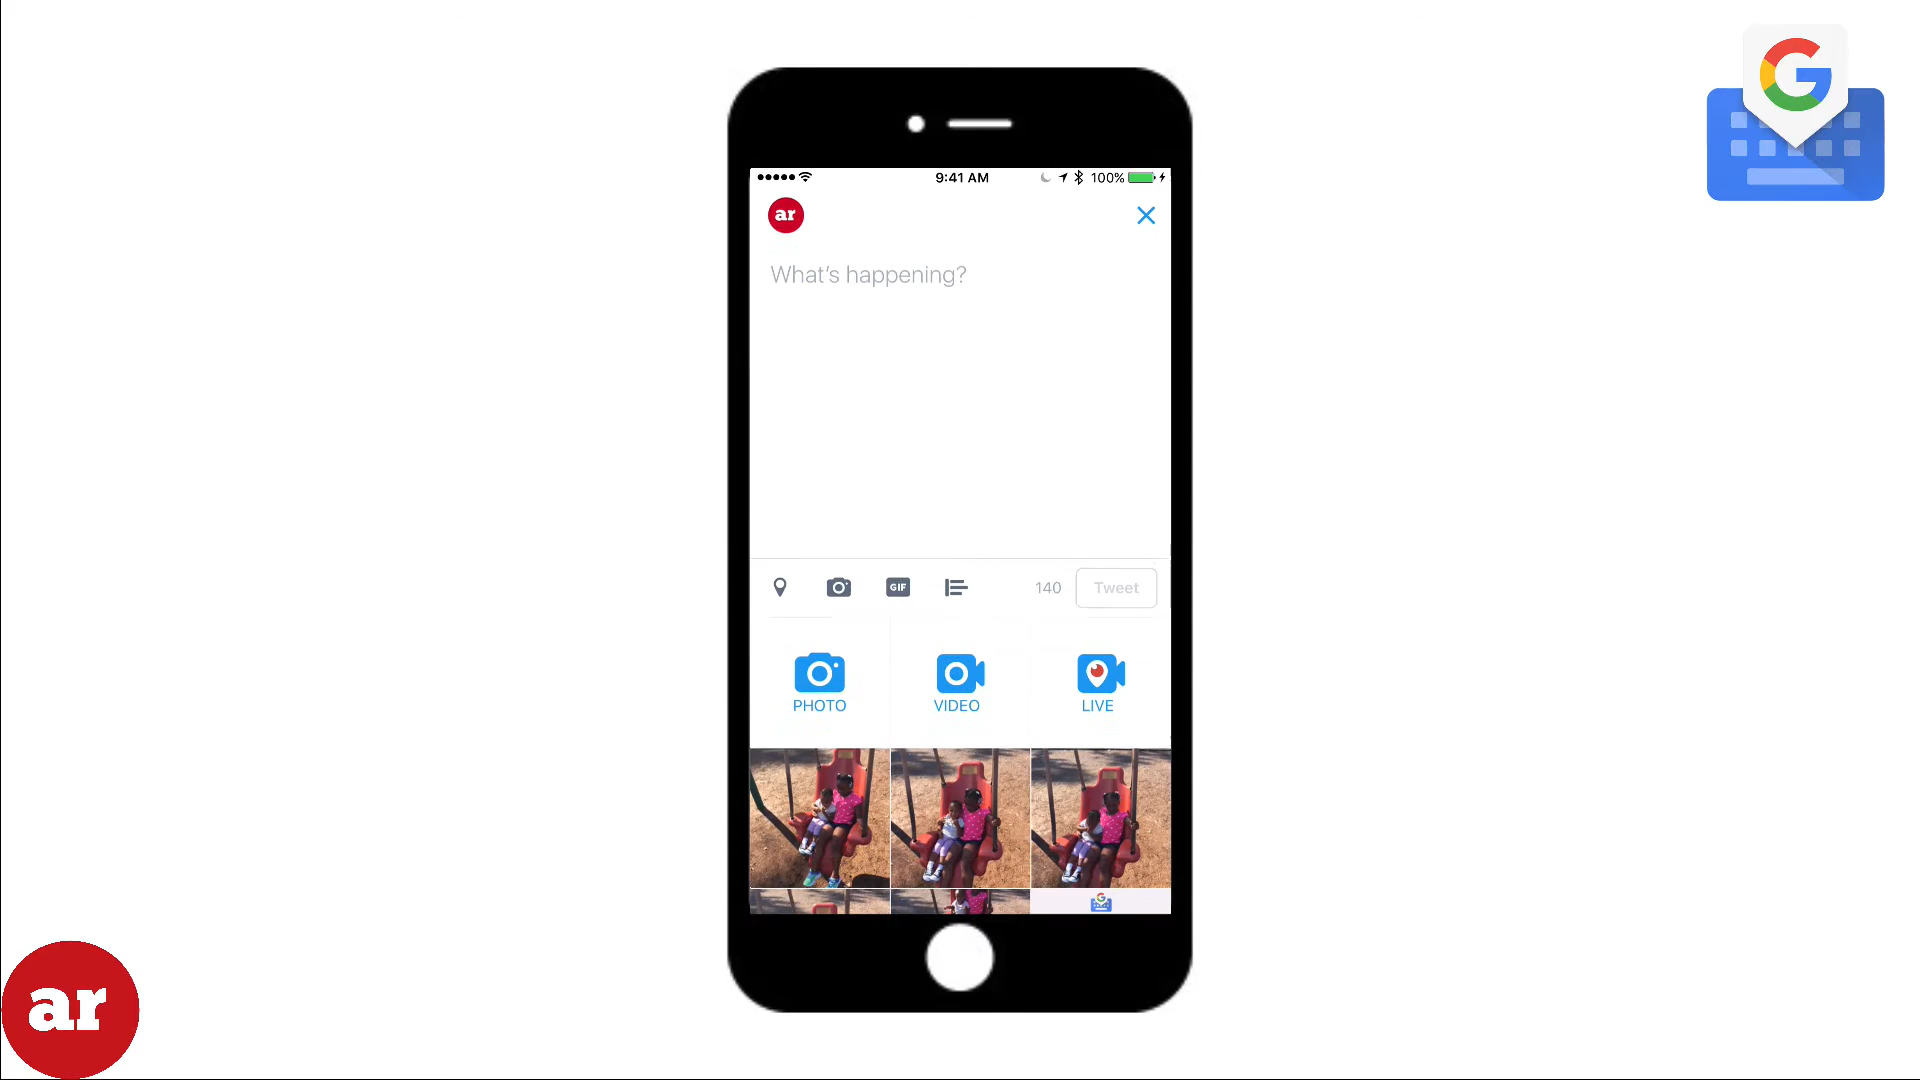 9:41 AM
100%
ar
What's happening?
GIF
140
Tweet
PHOTO
VIDEO
LIVE
G
ar